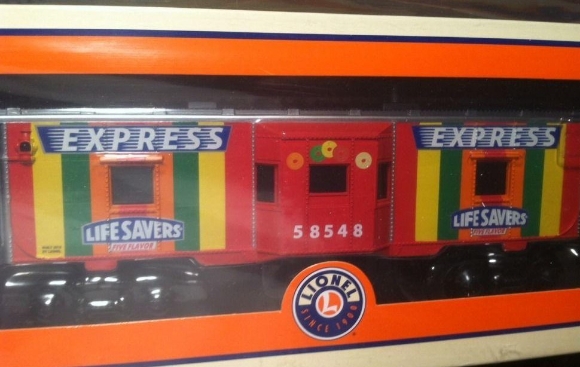 EXPRESS
EXPRESS
LIFE SAVERS
FIVE FLAVOR
58548
LIFE SAVERS
FIVE FLAVOR
LIONEL
L
SINCE 1900